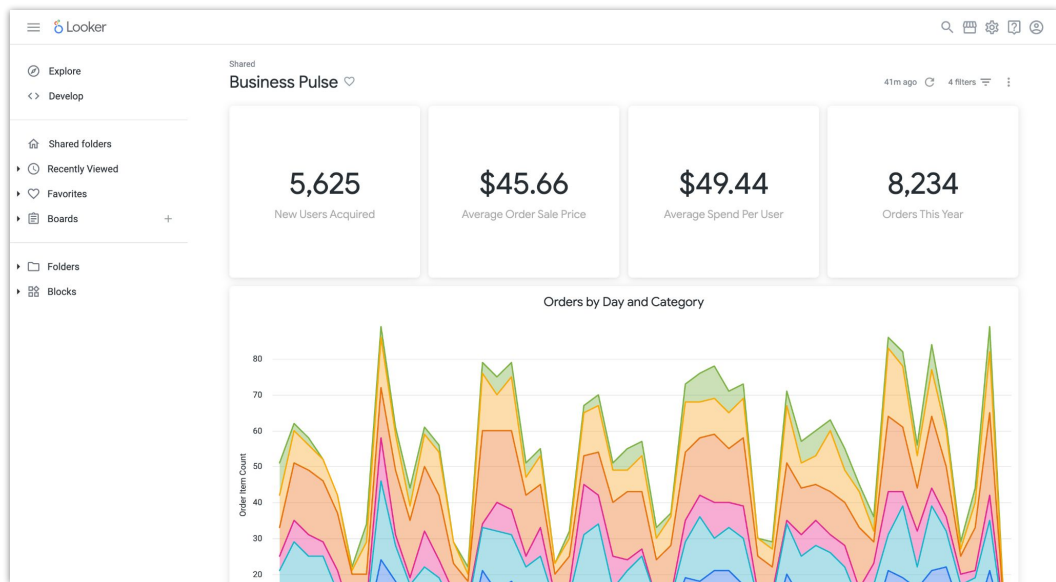 Looker
Explore
Develop
Shared folders
Recently Viewed
Favorites
Boards
Folders
Blocks
Shared
Business Pulse
41m ago
4 filters
5,625
New Users Acquired
$45.66
Average Order Sale Price
$49.44
Average Spend Per User
8,234
Orders This Year
Orders by Day and Category
Order Item Count
80
70
60
50
40
30
20